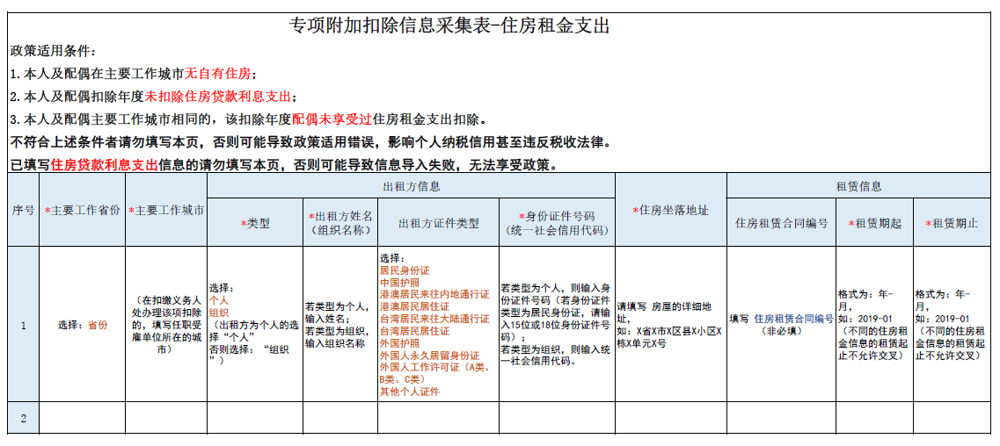 专项附加扣除信息采集表-住房租金支出
政策适用条件：
1.本人及配偶在主要工作城市无自有住房；
2.本人及配偶扣除年度未扣除住房贷款利息支出；
3.本人及配偶主要工作城市相同的，该扣除年度配偶未享受过住房租金支出扣除。
不符合上述条件者请勿填写本页，否则可能导致政策适用错误，影响个人纳税信用甚至违反税收法律。
已填写住房贷款利息支出信息的请勿填写本页，否则可能导致信息导入失败，无法享受政策。
序号
*主要工作省份
*主要工作城市
出租方信息
*类型
*出租方姓名
（组织名称）
出租方证件类型
*身份证件号码
(统一社会信用代码)
*住房坐落地址
租赁信息
住房租赁合同编号
*租赁期起
*租赁期止
1
选择：省份
（在扣缴义务人
处办理该项扣除
的，填写任职受
雇单位所在的城
市）
选择：
个人
组织
（出租方为个人的选
择“个人”
否则选择：“组织
”）
若类型为个人，
输入姓名；
若类型为组织，
输入组织名称
选择：
居民身份证
中国护照
港澳居民来往内地通行证
港澳居民居住证
台湾居民来往大陆通行证
台湾居民居住证
外国护照
外国人永久居留身份证
外国人工作许可证（A类、
B类、C类）
其他个人证件
若类型为个人，则输入身
份证件号码（若身份证件
类型为居民身份证，请输
入15位或18位身份证件号
码）；
若类型为组织，则输入统
一社会信用代码。
请填写 房屋的详细地
址，
如：X省X市X区县X小区X
栋X单元X号
填写 住房租赁合同编号
（非必填）
格式为：年-
月，
如：2019-01
（不同的住房租
金信息的租赁起
止不允许交叉）
格式为：年-
月，
如：2019-01
（不同的住房租
金信息的租赁起
止不允许交叉）
2